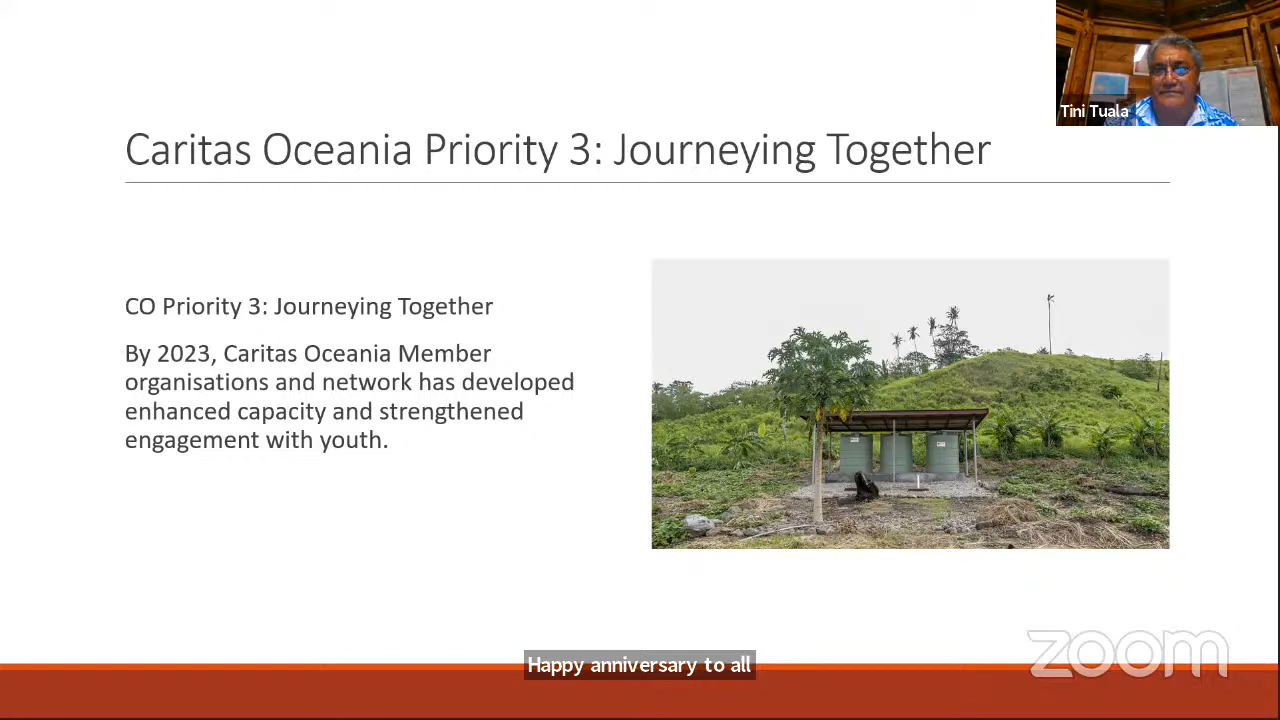 Tini Tuala
Caritas Oceania Priority 3: Journeying Together
CO Priority 3: Journeying Together
By 2023, Caritas Oceania Member
organisations and network has developed
enhanced capacity and strengthened
engagement with youth.
zoom
Happy anniversary to all